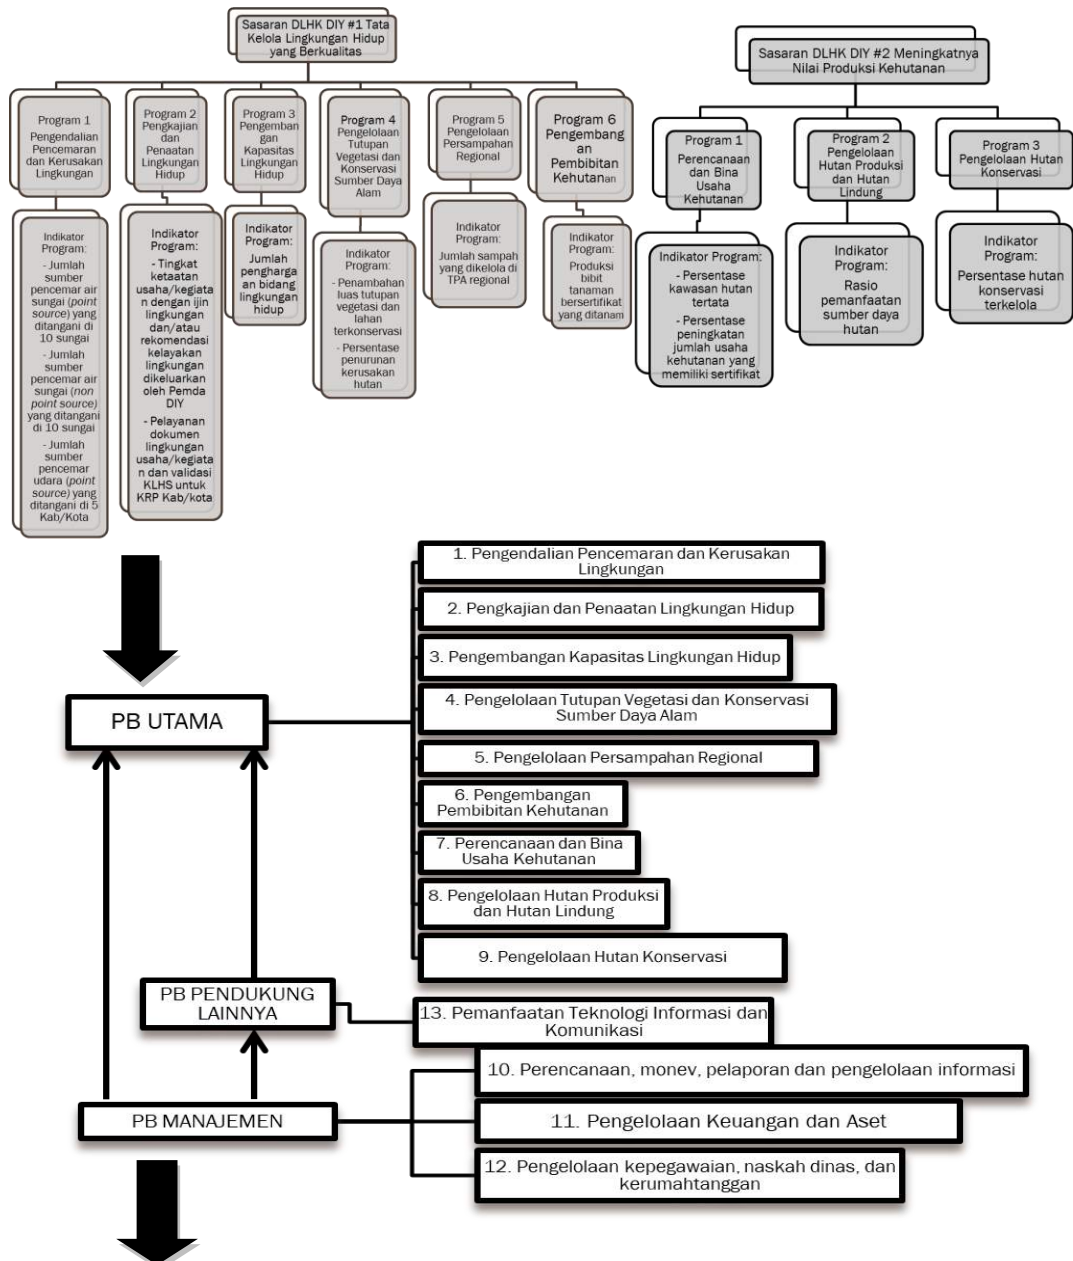 Sasaran DLHK DIY #1 Tata
Kelola Lingkungan Hidup
yang Berkualitas
Program 1
Pengendalian
Pencemaran
dan Kerusakan
Lingkungan
Indikator
Program:
- Jumlah
sumber
pencemar air
sungai (point
source) yang
ditangani di
10 sungai
- Jumlah
sumber
pencemar air
sungai (non
point source)
yang ditangani
di 10 sungai
- Jumlah
sumber
pencemar
udara (point
source) yang
ditangani di 5
Kab/Kota
Program 2
Pengkajian
dan
Penaatan
Lingkungan
Hidup
Indikator
Program:
- Tingkat
ketaatan
usaha/kegiata
n dengan ijin
lingkungan
dan/atau
rekomendasi
kelayakan
lingkungan
dikeluarkan
oleh Pemda
DIY
- Pelayanan
dokumen
lingkungan
usaha/kegiata
n dan validasi
KLHS untuk
KRP Kab/kota
Program 3
Pengemban
gan
Kapasitas
Lingkungan
Hidup
Indikator
Program:
Jumlah
pengharga
an bidang
lingkungan
hidup
Program 4
Pengelolaan
Tutupan
Vegetasi dan
Konservasi
Sumber Daya
Alam
Indikator
Program:
- Penambahan
luas tutupan
vegetasi dan
lahan
terkonservasi
- Persentase
penurunan
kerusakan
hutan
Program 5
Pengelolaan
Persampahan
Regional
Indikator
Program:
Jumlah sampah
yang dikelola di
TPA regional
Program 6
Pengembang
an
Pembibitan
Kehutanan
Indikator
Program:
Produksi
bibit
tanaman
bersertifikat
yang ditanam
Sasaran DLHK DIY #2 Meningkatnya
Nilai Produksi Kehutanan
Program 1
Perencanaan
dan Bina
Usaha
Kehutanan
Indikator Program:
- Persentase
kawasan hutan
tertata
- Persentase
peningkatan
jumlah usaha
kehutanan yang
memiliki sertifikat
Program 2
Pengelolaan
Hutan Produksi
dan Hutan
Lindung
Indikator
Program:
Rasio
pemanfaatan
sumber daya
hutan
Program 3
Pengelolaan Hutan
Konservasi
Indikator
Program:
Persentase hutan
konservasi
terkelola
PB UTAMA
1. Pengendalian Pencemaran dan Kerusakan
Lingkungan
2. Pengkajian dan Penaatan Lingkungan Hidup
3. Pengembangan Kapasitas Lingkungan Hidup
4. Pengelolaan Tutupan Vegetasi dan Konservasi
Sumber Daya Alam
5. Pengelolaan Persampahan Regional
6. Pengembangan
Pembibitan Kehutanan
7. Perencanaan dan Bina
Usaha Kehutanan
8. Pengelolaan Hutan Produksi
dan Hutan Lindung
9. Pengelolaan Hutan Konservasi
PB PENDUKUNG
LAINNYA
13. Pemanfaatan Teknologi Informasi dan
Komunikasi
PB MANAJEMEN
10. Perencanaan, monev, pelaporan dan pengelolaan informasi
11. Pengelolaan Keuangan dan Aset
12. Pengelolaan kepegawaian, naskah dinas, dan
kerumahtanggan